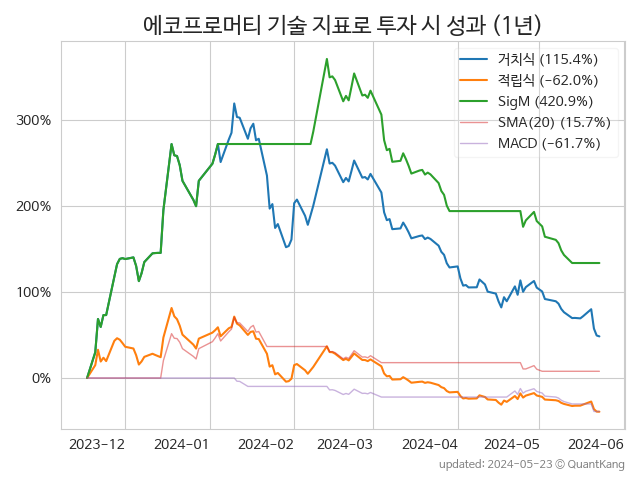 에코프로머티 기술 지표로 투자 시 성과 (1년)
거치식 (115.4%)
적립식 (−62.0%)
SigM (420.9%)
SMA(20) (15.7%)
MACD (−61.7%)
300%
200%
100%
0%
2023-12 2024-01 2024-02 2024-03 2024-04 2024-05 2024-06
updated: 2024-05-23 © QuantKang